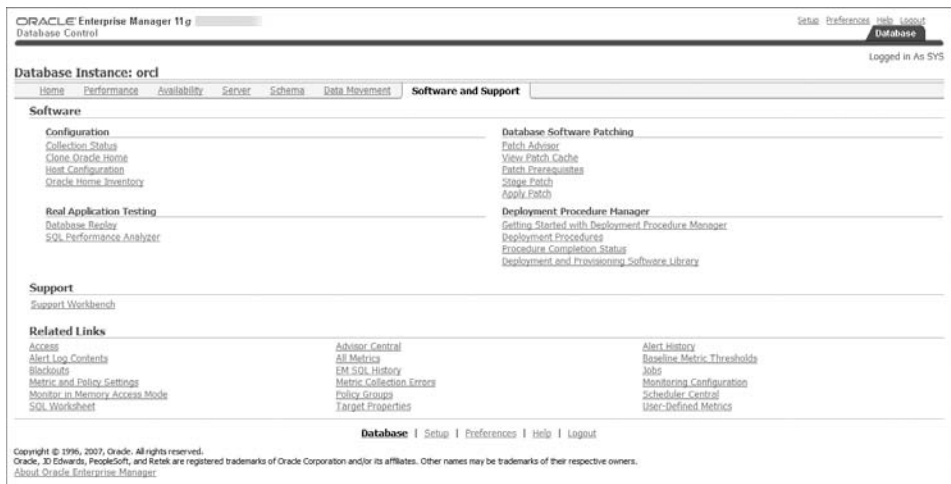 ORACLE Enterprise Manager 11g
Database Control
Setup Preferences Help Logout
Database
Logged in As SYS
Database Instance: orcl
Home Performance Availability Server Schema Data Movement Software and Support
Software
Configuration
Collection Status
Clone Oracle Home
Host Configuration
Oracle Home Inventory
Database Software Patching
Patch Advisor
View Patch Cache
Patch Prerequisites
Stage Patch
Apply Patch
Real Application Testing
Database Replay
SQL Performance Analyzer
Deployment Procedure Manager
Getting Started with Deployment Procedure Manager
Deployment Procedures
Procedure Completion Status
Deployment and Provisioning Software Library
Support
Support Workbench
Related Links
Access
Alert Log Contents
Blackouts
Metric and Policy Settings
Monitor in Memory Access Mode
SQL Worksheet
Advisor Central
All Metrics
EM SQL History
Metric Collection Errors
Policy Groups
Target Properties
Alert History
Baseline Metric Thresholds
Jobs
Monitoring Configuration
Scheduler Central
User-Defined Metrics
Database | Setup | Preferences | Help | Logout
Copyright © 1996, 2007, Oracle. All rights reserved.
Oracle, JD Edwards, PeopleSoft, and Retek are registered trademarks of Oracle Corporation and/or its affiliates. Other names may be trademarks of their respective owners.
About Oracle Enterprise Manager